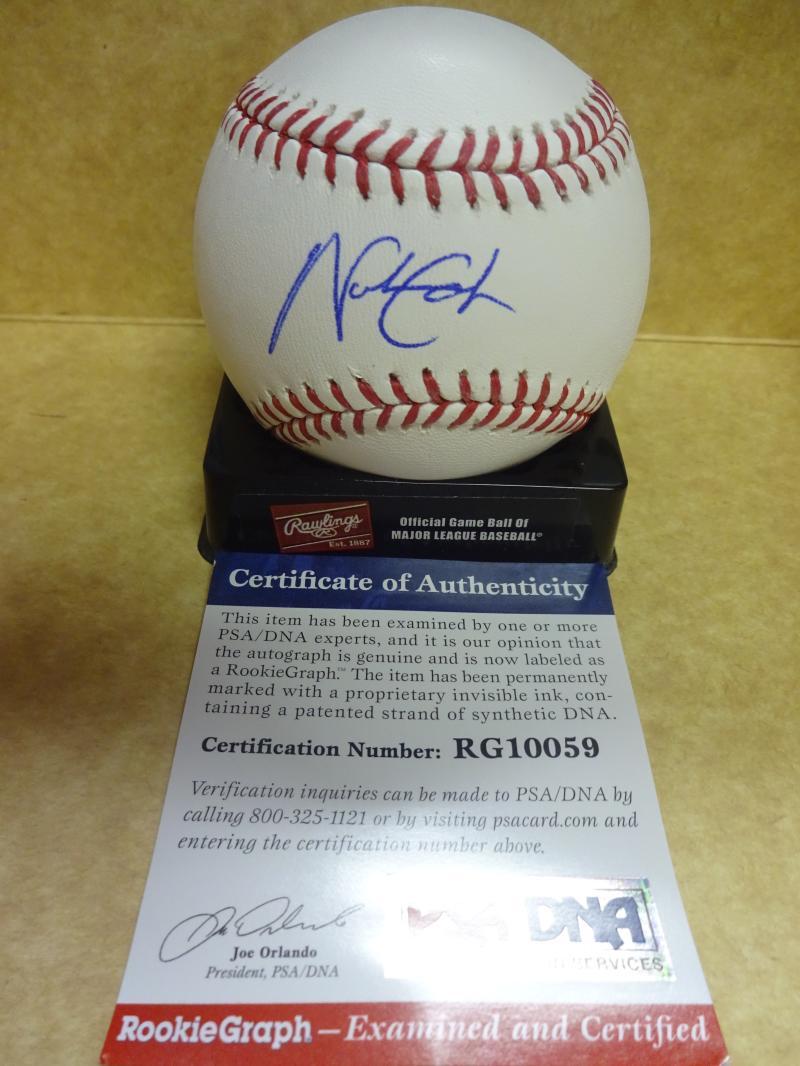 Rawlings
Est. 1887
Official Game Ball Of
MAJOR LEAGUE BASEBALL®
Certificate of Authenticity
This item has been examined by one or more
PSA/DNA experts, and it is our opinion that
the autograph is genuine and is now labeled as
a RookieGraph.™ The item has been permanently
marked with a proprietary invisible ink, con-
taining a patented strand of synthetic DNA.
Certification Number: RG10059
Verification inquiries can be made to PSA/DNA by
calling 800-325-1121 or by visiting psacard.com and
entering the certification number above.
Joe Orlando
President, PSA/DNA
DNA
SERVICES
RookieGraph – Examined and Certified